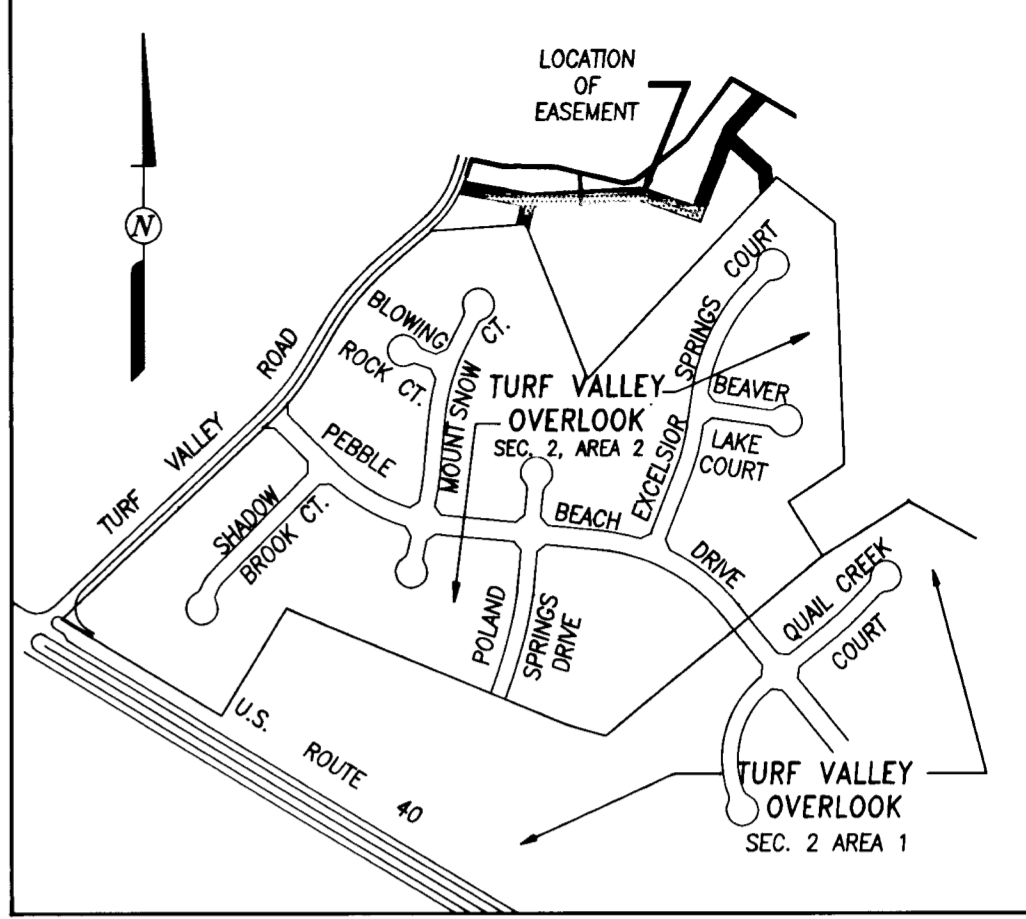 LOCATION
OF
EASEMENT
N
TURF VALLEY ROAD
BLOWING
ROCK CT.
MOUNT SNOW CT.
EXCELSIOR SPRINGS COURT
BEAVER
LAKE
COURT
TURF VALLEY
OVERLOOK
SEC. 2, AREA 2
PEBBLE BEACH DRIVE
SHADOW
BROOK CT.
POLAND
SPRINGS
DRIVE
QUAIL CREEK
COURT
U.S. ROUTE 40
TURF VALLEY
OVERLOOK
SEC. 2 AREA 1